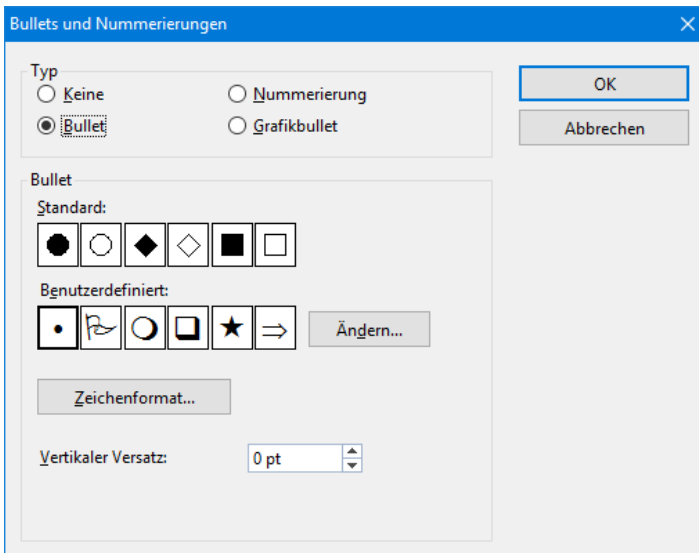 Bullets und Nummerierungen
Typ
Keine
Nummerierung
OK
Bullet
Grafikbullet
Abbrechen
Bullet
Standard:
Benutzerdefiniert:
Ändern...
Zeichenformat...
Vertikaler Versatz: 0 pt